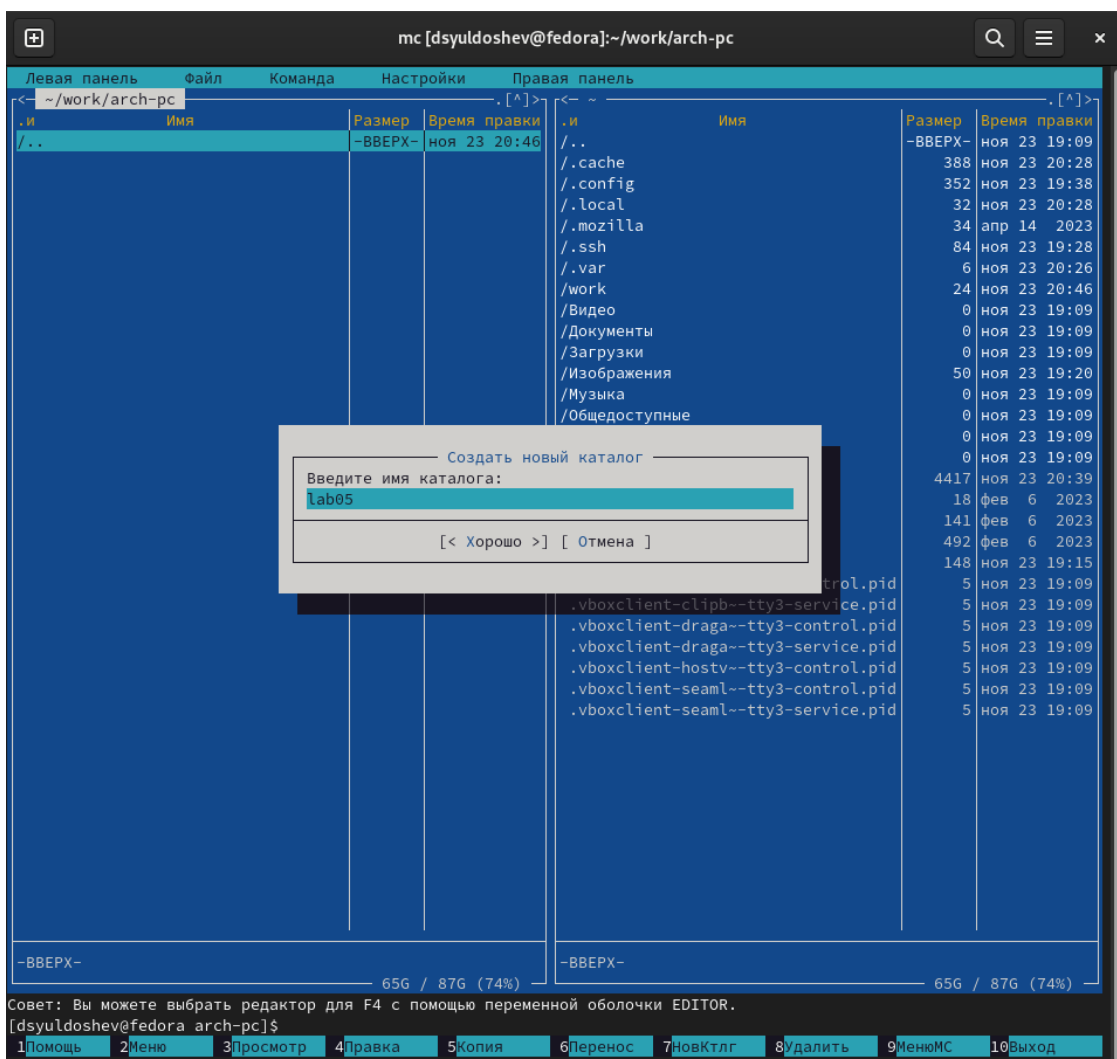 mc [dsyuldoshev@fedora]:~/work/arch-pc
Левая панель Файл Команда Настройки Правая панель
<— ~/work/arch-pc .[^]>
.и Имя Размер Время правки
/.. -ВВЕРХ- ноя 23 20:46
-ВВЕРХ-
65G / 87G (74%)
<— ~ .[^]>
.и Имя Размер Время правки
/.. -ВВЕРХ- ноя 23 19:09
/.cache 388 ноя 23 20:28
/.config 352 ноя 23 19:38
/.local 32 ноя 23 20:28
/.mozilla 34 апр 14 2023
/.ssh 84 ноя 23 19:28
/.var 6 ноя 23 20:26
/work 24 ноя 23 20:46
/Видео 0 ноя 23 19:09
/Документы 0 ноя 23 19:09
/Загрузки 0 ноя 23 19:09
/Изображения 50 ноя 23 19:20
/Музыка 0 ноя 23 19:09
/Общедоступные 0 ноя 23 19:09
0 ноя 23 19:09
0 ноя 23 19:09
4417 ноя 23 20:39
18 фев 6 2023
141 фев 6 2023
492 фев 6 2023
148 ноя 23 19:15
trol.pid 5 ноя 23 19:09
.vboxclient-clipb~-tty3-service.pid 5 ноя 23 19:09
.vboxclient-draga~-tty3-control.pid 5 ноя 23 19:09
.vboxclient-draga~-tty3-service.pid 5 ноя 23 19:09
.vboxclient-hostv~-tty3-control.pid 5 ноя 23 19:09
.vboxclient-seaml~-tty3-control.pid 5 ноя 23 19:09
.vboxclient-seaml~-tty3-service.pid 5 ноя 23 19:09
-ВВЕРХ-
65G / 87G (74%)
Создать новый каталог
Введите имя каталога:
lab05
[< Хорошо >] [ Отмена ]
Совет: Вы можете выбрать редактор для F4 с помощью переменной оболочки EDITOR.
[dsyuldoshev@fedora arch-pc]$
1Помощь 2Меню 3Просмотр 4Правка 5Копия 6Перенос 7НовКтлг 8Удалить 9МенюМС 10Выход